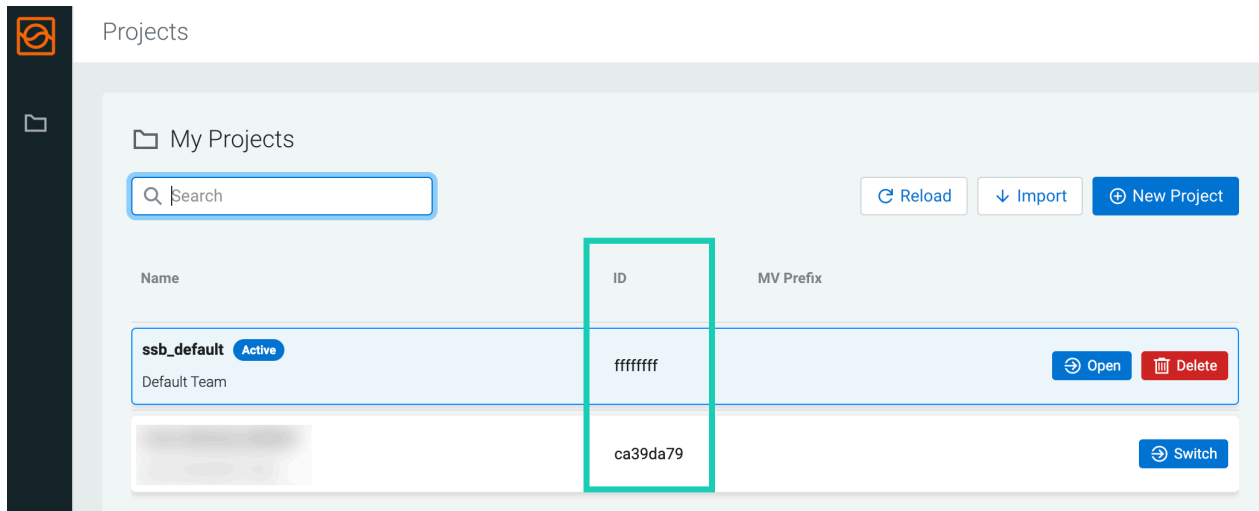 Projects
My Projects
Search
Reload
Import
New Project
Name ID MV Prefix
ssb_default Active
Default Team
ffffffff
Open
Delete
ca39da79
Switch